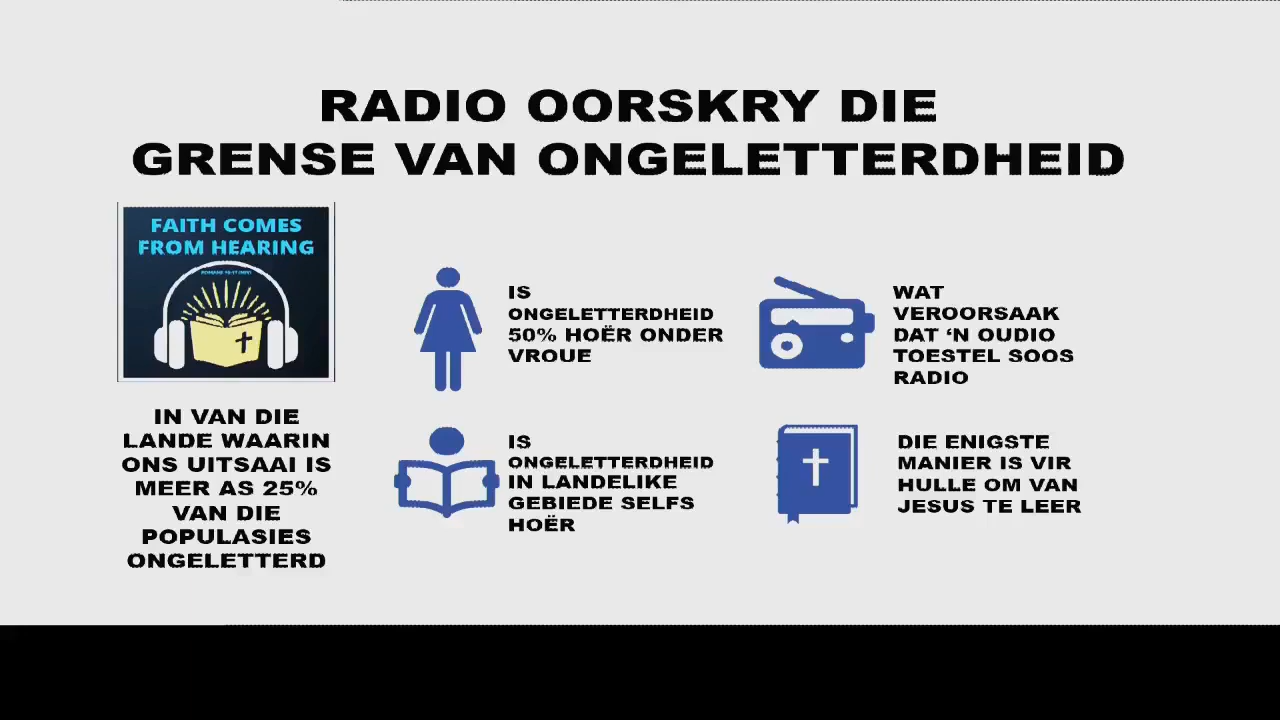 RADIO OORSKRY DIE
GRENSE VAN ONGELETTERDHEID
FAITH COMES
FROM HEARING
IN VAN DIE
LANDE WAARIN
ONS UITSAAI IS
MEER AS 25%
VAN DIE
POPULASIES
ONGELETTERD
IS
ONGELETTERDHEID
50% HOËR ONDER
VROUE
IS
ONGELETTERDHEID
IN LANDELIKE
GEBIEDE SELFS
HOËR
WAT
VEROORSAAK
DAT ‘N OUDIO
TOESTEL SOOS
RADIO
DIE ENIGSTE
MANIER IS VIR
HULLE OM VAN
JESUS TE LEER